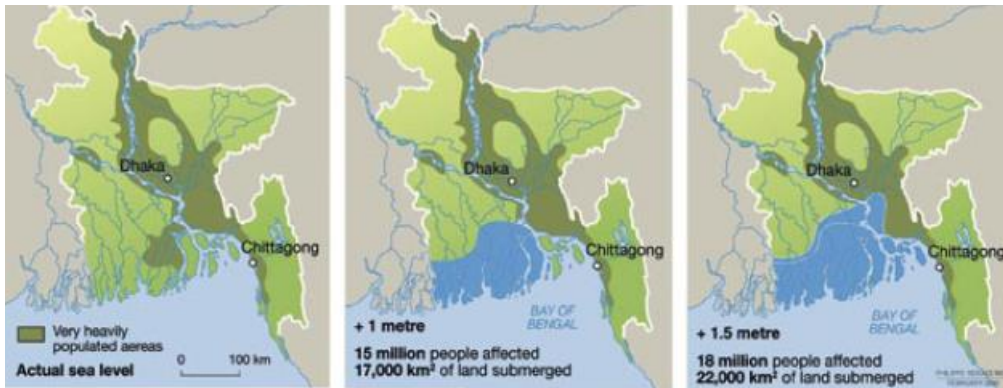 Dhaka
Chittagong
Very heavily
populated aereas
0 100 km
Actual sea level
Dhaka
Chittagong
BAY OF
BENGAL
+ 1 metre
15 million people affected
17,000 km² of land submerged
Dhaka
Chittagong
BAY OF
BENGAL
+ 1.5 metre
18 million people affected
22,000 km² of land submerged